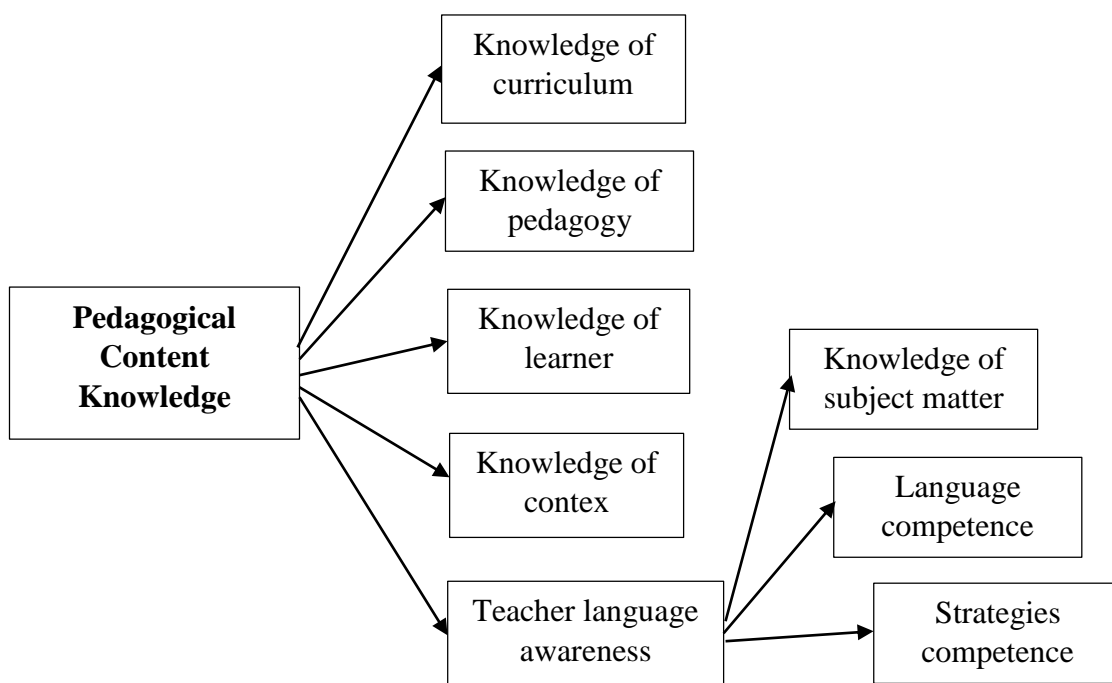 Knowledge of
curriculum
Knowledge of
pedagogy
Pedagogical
Content
Knowledge
Knowledge of
learner
Knowledge of
subject matter
Knowledge of
contex
Language
competence
Teacher language
awareness
Strategies
competence